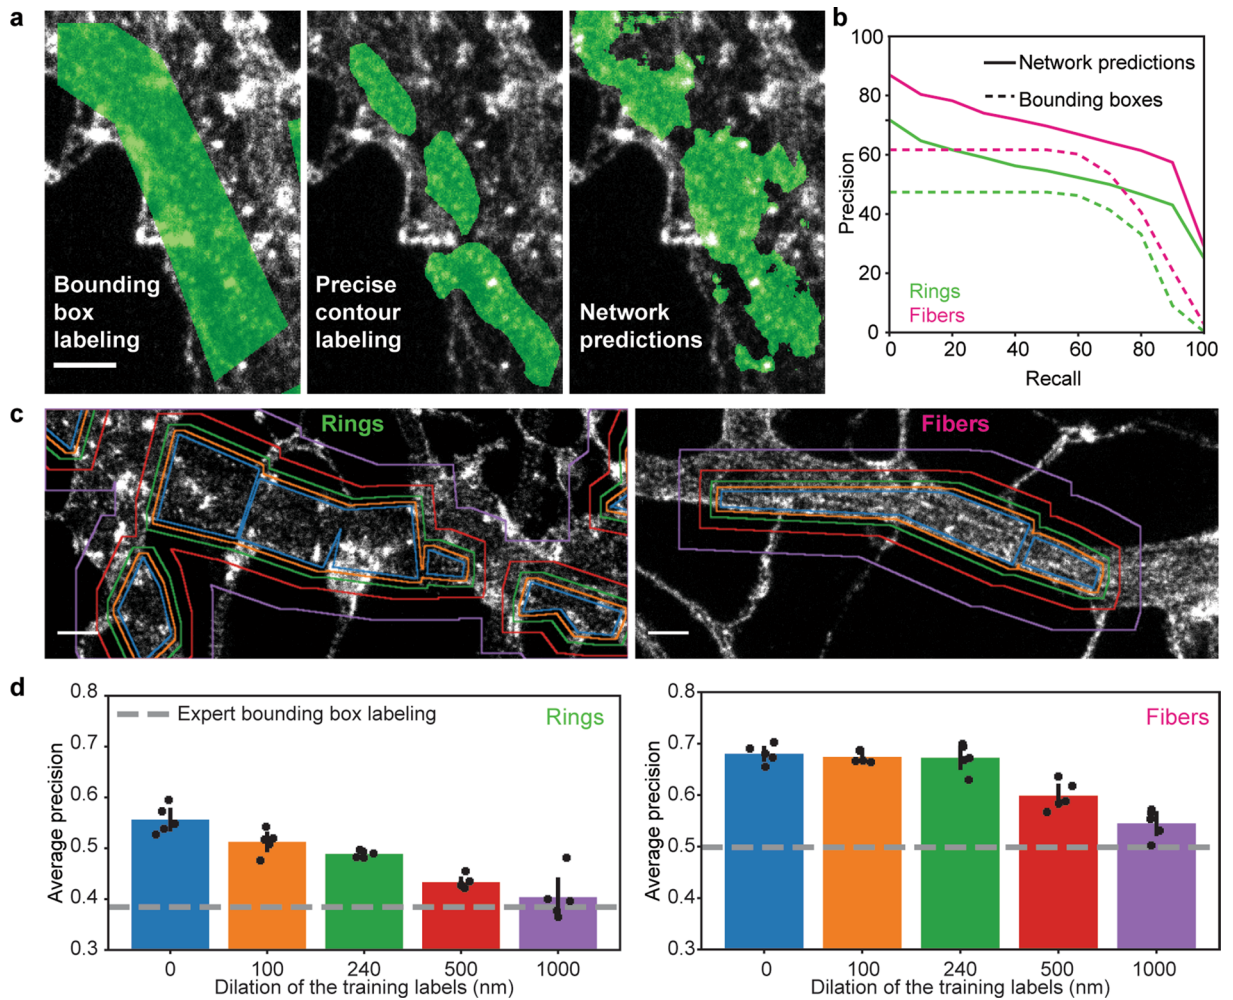 a
Bounding
box
labeling
Precise
contour
labeling
Network
predictions
b
100
80
60
40
20
0
Precision
Network predictions
Bounding boxes
Rings
Fibers
0 20 40 60 80 100
Recall
c
Rings
Fibers
d
0.8
0.7
0.6
0.5
0.4
0.3
Average precision
Expert bounding box labeling
Rings
0 100 240 500 1000
Dilation of the training labels (nm)
0.8
0.7
0.6
0.5
0.4
0.3
Average precision
Fibers
0 100 240 500 1000
Dilation of the training labels (nm)